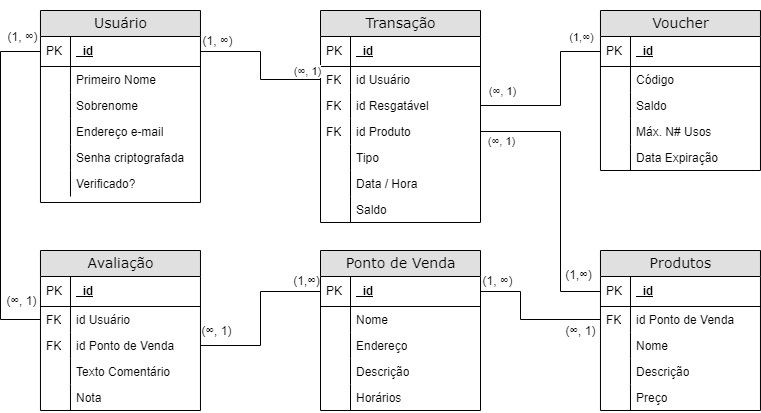 Usuário
PK _id
Primeiro Nome
Sobrenome
Endereço e-mail
Senha criptografada
Verificado?
(1, ∞)
(1, ∞)
Transação
PK _id
FK id Usuário
FK id Resgatável
FK id Produto
Tipo
Data / Hora
Saldo
(∞, 1)
(∞, 1)
(∞, 1)
Voucher
PK _id
Código
Saldo
Máx. N# Usos
Data Expiração
(1,∞)
Avaliação
PK _id
FK id Usuário
FK id Ponto de Venda
Texto Comentário
Nota
(∞, 1)
(∞, 1)
Ponto de Venda
PK _id
Nome
Endereço
Descrição
Horários
(1,∞)
(1, ∞)
Produtos
PK _id
FK id Ponto de Venda
Nome
Descrição
Preço
(1,∞)
(∞, 1)